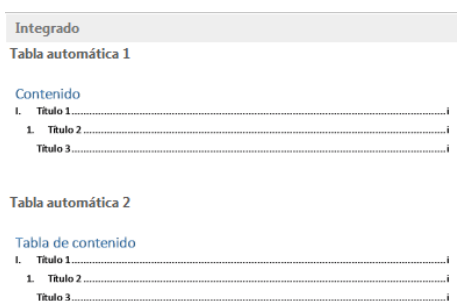 Integrado
Tabla automática 1
Contenido
I. Título 1.....i
1. Título 2.....i
Título 3.....i
Tabla automática 2
Tabla de contenido
I. Título 1.....i
1. Título 2.....i
Título 3.....i